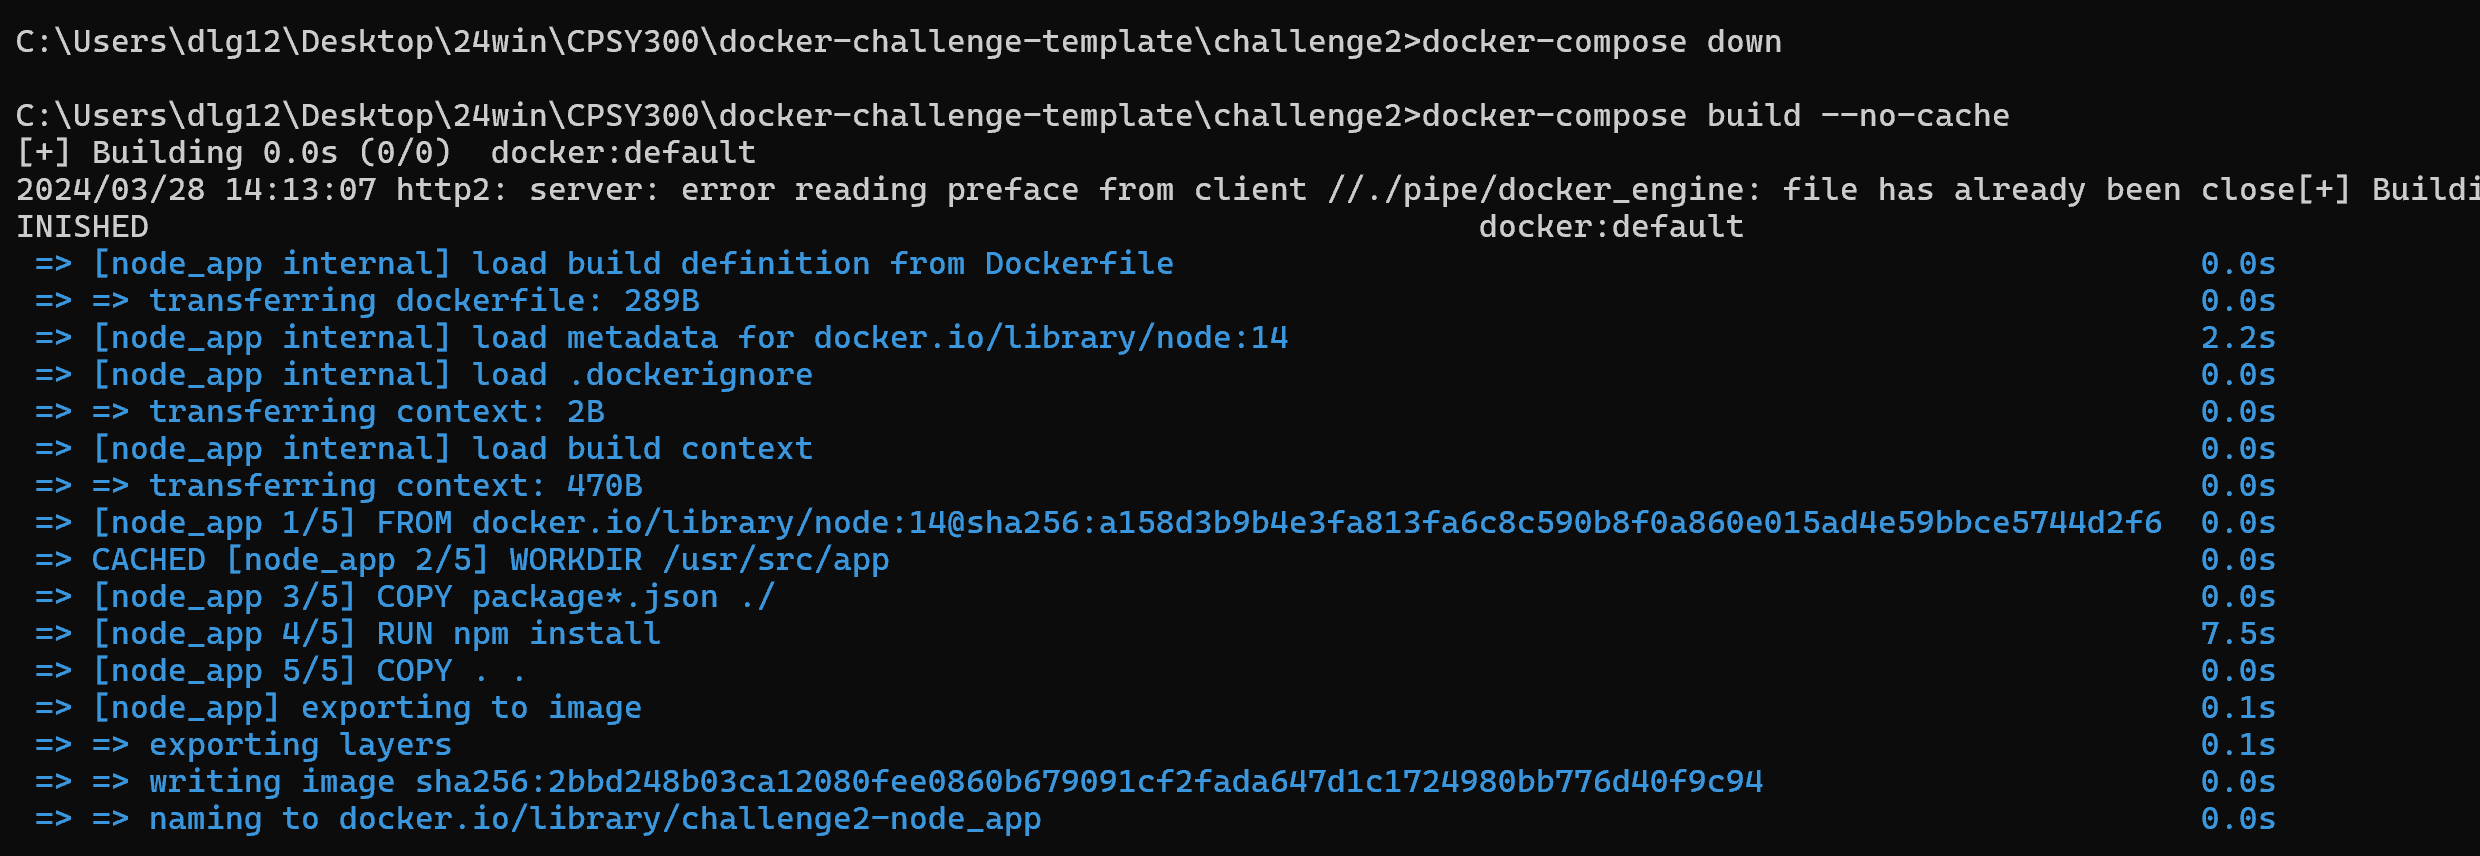 C:\Users\dlg12\Desktop\24win\CPSY300\docker-challenge-template\challenge2>docker-compose down
C:\Users\dlg12\Desktop\24win\CPSY300\docker-challenge-template\challenge2>docker-compose build --no-cache
[+] Building 0.0s (0/0)  docker:default
2024/03/28 14:13:07 http2: server: error reading preface from client //./pipe/docker_engine: file has already been close[+] Buildi
INISHED docker:default
=> [node_app internal] load build definition from Dockerfile 0.0s
=> => transferring dockerfile: 289B 0.0s
=> [node_app internal] load metadata for docker.io/library/node:14 2.2s
=> [node_app internal] load .dockerignore 0.0s
=> => transferring context: 2B 0.0s
=> [node_app internal] load build context 0.0s
=> => transferring context: 470B 0.0s
=> [node_app 1/5] FROM docker.io/library/node:14@sha256:a158d3b9b4e3fa813fa6c8c590b8f0a860e015ad4e59bbce5744d2f6 0.0s
=> CACHED [node_app 2/5] WORKDIR /usr/src/app 0.0s
=> [node_app 3/5] COPY package*.json ./ 0.0s
=> [node_app 4/5] RUN npm install 7.5s
=> [node_app 5/5] COPY . . 0.0s
=> [node_app] exporting to image 0.1s
=> => exporting layers 0.1s
=> => writing image sha256:2bbd248b03ca12080fee0860b679091cf2fada647d1c1724980bb776d40f9c94 0.0s
=> => naming to docker.io/library/challenge2-node_app 0.0s